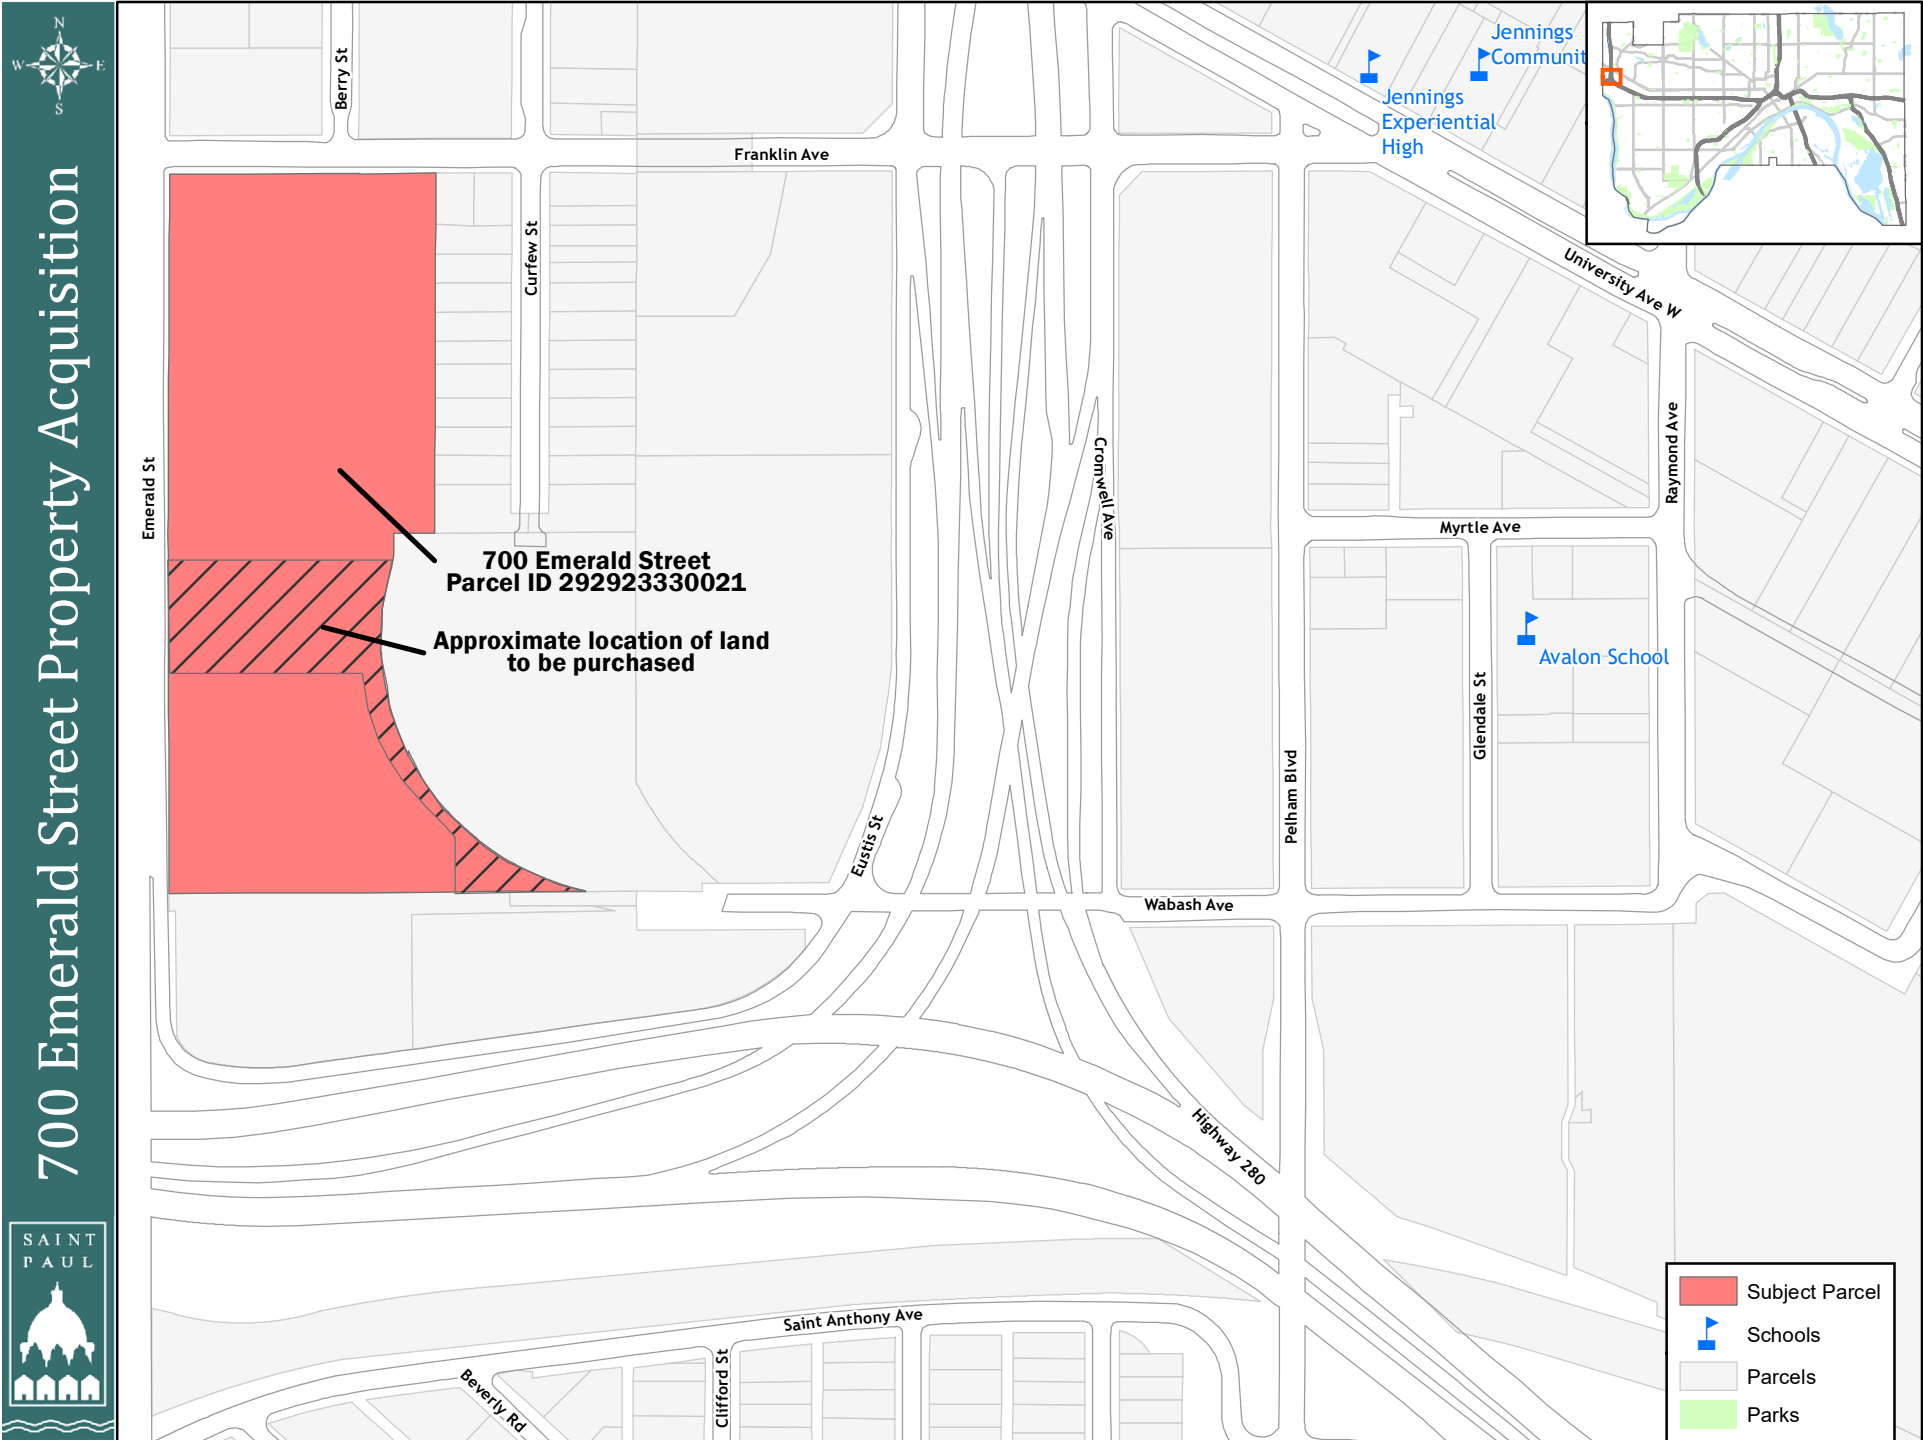 N
W
E
S
700 Emerald Street Property Acquisition
SAINT
PAUL
Berry St
Franklin Ave
Curfew St
Emerald St
700 Emerald Street
Parcel ID 292923330021
Approximate location of land
to be purchased
Jennings
Communit
Jennings
Experiential
High
University Ave W
Cromwell Ave
Raymond Ave
Myrtle Ave
Avalon School
Glendale St
Pelham Blvd
Eustis St
Wabash Ave
Highway 280
Saint Anthony Ave
Beverly Rd
Clifford St
Subject Parcel
Schools
Parcels
Parks